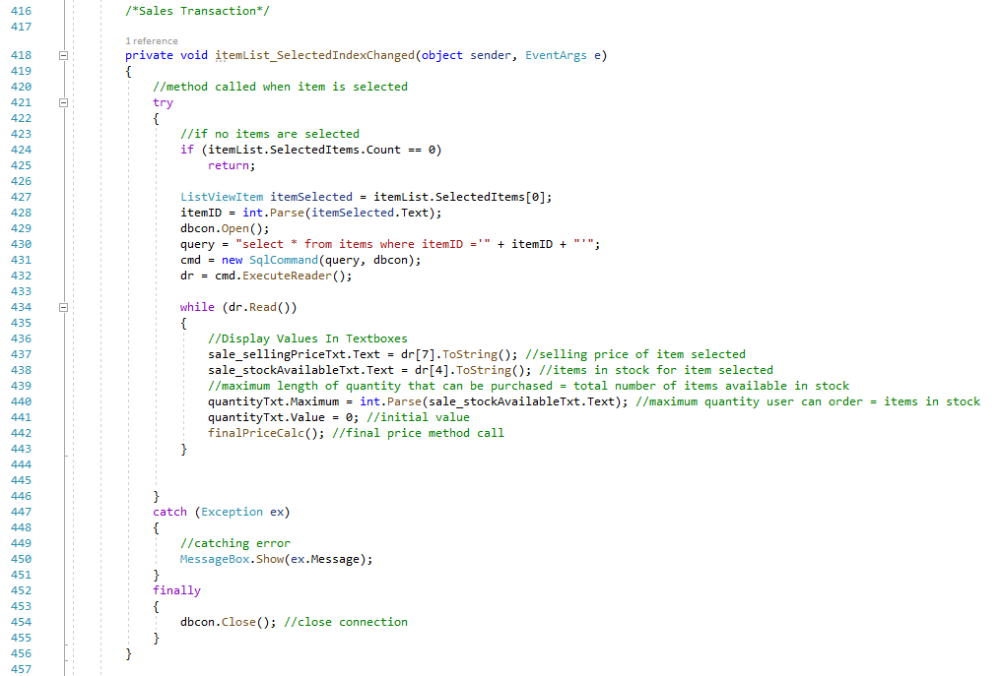 416 /*Sales Transaction*/
417
1 reference
418 private void itemList_SelectedIndexChanged(object sender, EventArgs e)
419 {
420 //method called when item is selected
421 try
422 {
423 //if no items are selected
424 if (itemList.SelectedItems.Count == 0)
425 return;
426
427 ListViewItem itemSelected = itemList.SelectedItems[0];
428 itemID = int.Parse(itemSelected.Text);
429 dbcon.Open();
430 query = "select * from items where itemID ='" + itemID + "'";
431 cmd = new SqlCommand(query, dbcon);
432 dr = cmd.ExecuteReader();
433
434 while (dr.Read())
435 {
436 //Display Values In Textboxes
437 sale_sellingPriceTxt.Text = dr[7].ToString(); //selling price of item selected
438 sale_stockAvailableTxt.Text = dr[4].ToString(); //items in stock for item selected
439 //maximum length of quantity that can be purchased = total number of items available in stock
440 quantityTxt.Maximum = int.Parse(sale_stockAvailableTxt.Text); //maximum quantity user can order = items in stock
441 quantityTxt.Value = 0; //initial value
442 finalPriceCalc(); //final price method call
443 }
444
445
446 }
447 catch (Exception ex)
448 {
449 //catching error
450 MessageBox.Show(ex.Message);
451 }
452 finally
453 {
454 dbcon.Close(); //close connection
455 }
456 }
457